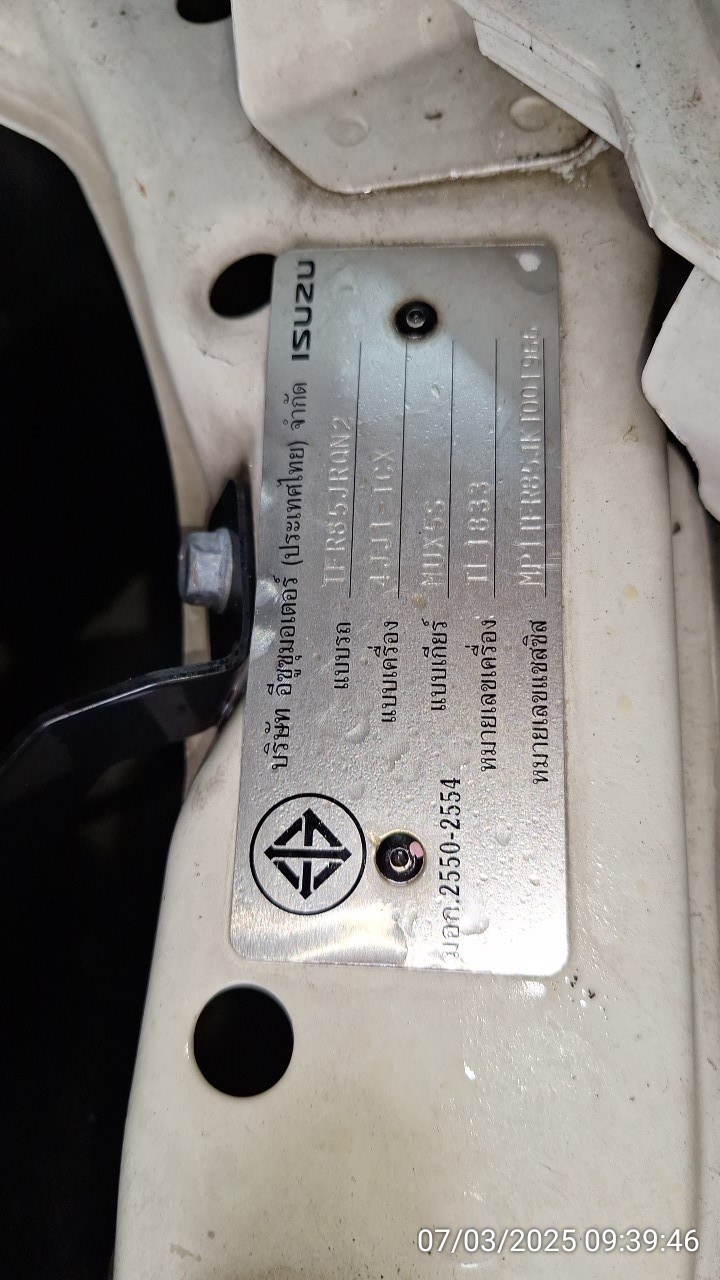 บริษัท อีซูซุมอเตอร์ (ประเทศไทย) จำกัด ISUZU
แบบรถ TFR85JRQN2
แบบเครื่อง 4JJ1-TCX
แบบเกียร์ MUX5S
หมายเลขเครื่อง TL1833
หมายเลขแชสซิส
มอก.2550-2554
07/03/2025 09:39:46